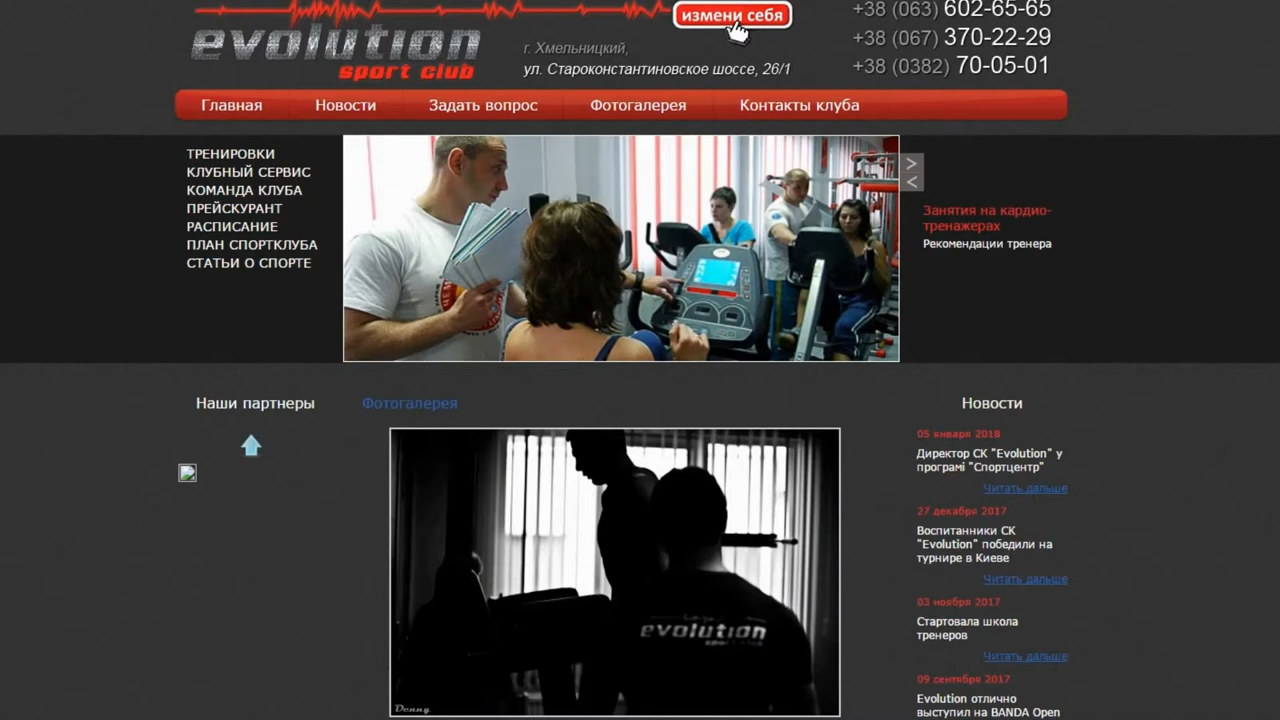 измени себя
+38 (063) 602-65-65
+38 (067) 370-22-29
+38 (0382) 70-05-01
evolution
sport club
г. Хмельницкий,
ул. Староконстантиновское шоссе, 26/1
Главная
Новости
Задать вопрос
Фотогалерея
Контакты клуба
ТРЕНИРОВКИ
КЛУБНЫЙ СЕРВИС
КОМАНДА КЛУБА
ПРЕЙСКУРАНТ
РАСПИСАНИЕ
ПЛАН СПОРТКЛУБА
СТАТЬИ О СПОРТЕ
>
<
Занятия на кардио-
тренажерах
Рекомендации тренера
Наши партнеры
Фотогалерея
evolution
sport club
Denny
Новости
05 января 2018
Директор СК "Evolution" у
програмі "Спортцентр"
Читать дальше
27 декабря 2017
Воспитанники СК
"Evolution" победили на
турнире в Киеве
Читать дальше
03 ноября 2017
Стартовала школа
тренеров
Читать дальше
09 сентября 2017
Evolution отлично
выступил на BANDA Open